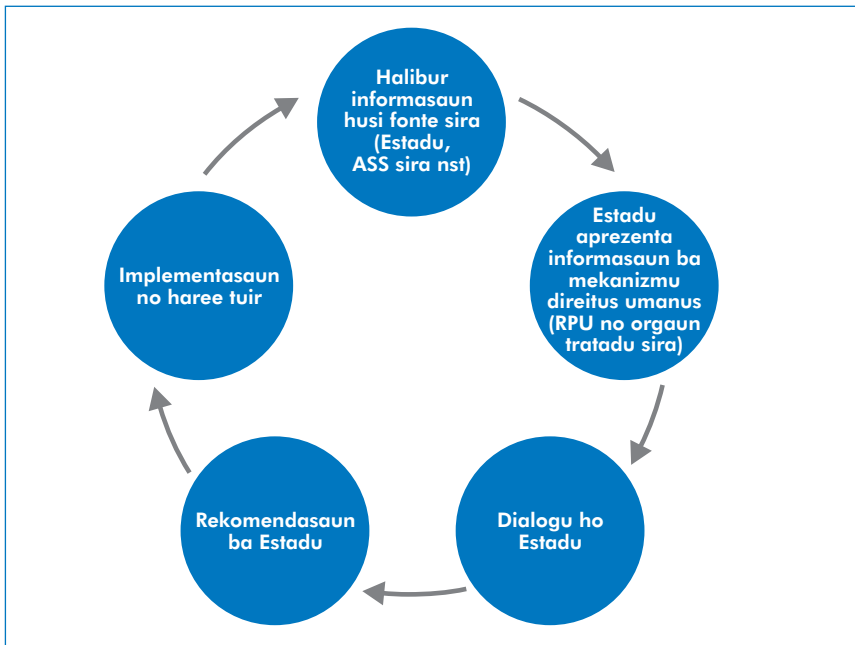 Halibur
informasaun
husi fonte sira
(Estadu,
ASS sira nst)
Estadu
aprezenta
informasaun ba
mekanizmu
direitus umanus
(RPU no orgaun
tratadu sira)
Dialogu ho
Estadu
Rekomendasaun
ba Estadu
Implementasaun
no haree tuir